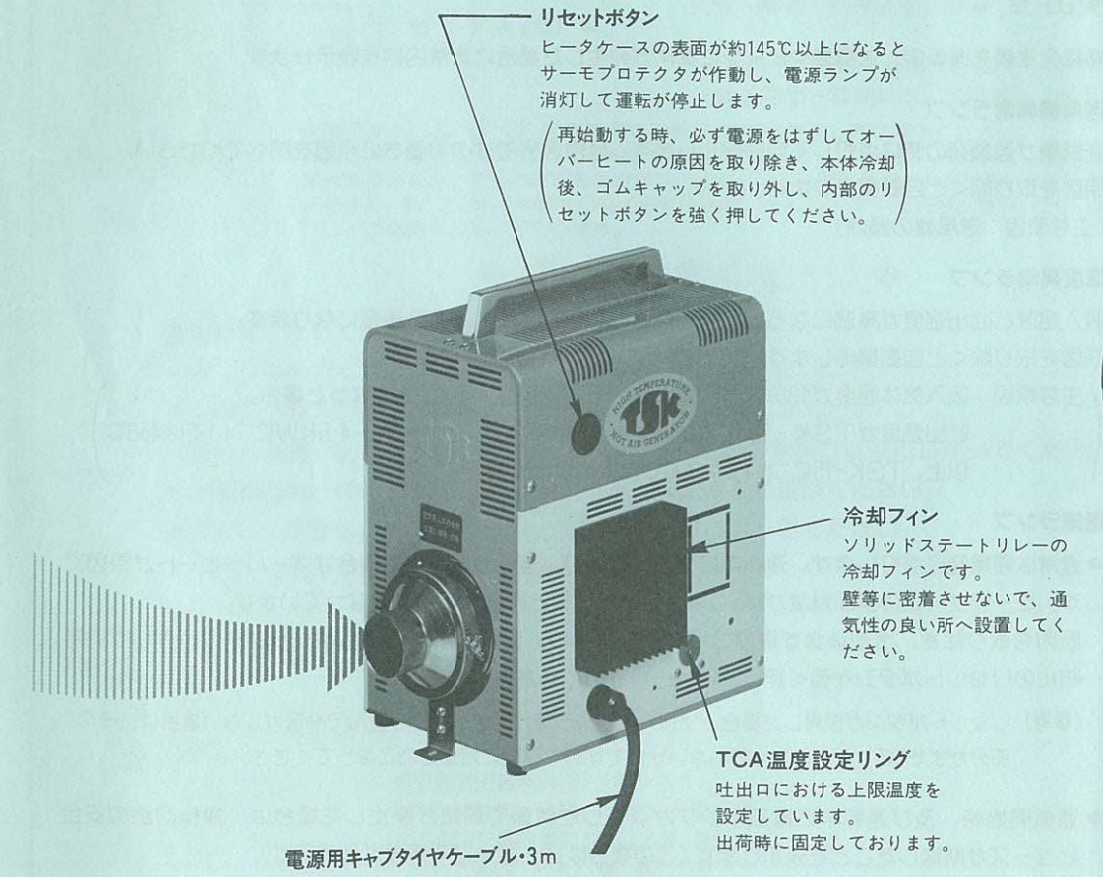 リセットボタン
ヒータケースの表面が約145℃以上になると
サーモプロテクタが作動し、電源ランプが
消灯して運転が停止します。
(再始動する時、必ず電源をはずしてオー
バーヒートの原因を取り除き、本体冷却
後、ゴムキャップを取り外し、内部のリ
セットボタンを強く押してください。)
HIGH TEMPERATURE
TSK
HOT AIR GENERATOR
冷却フィン
ソリッドステートリレーの
冷却フィンです。
壁等に密着させないで、通
気性の良い所へ設置してく
ださい。
TCA温度設定リング
吐出口における上限温度を
設定しています。
出荷時に固定しております。
電源用キャブタイヤケーブル・3m